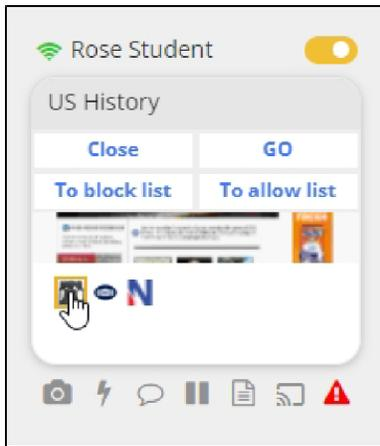 Rose Student
US History
Close GO
To block list To allow list
N